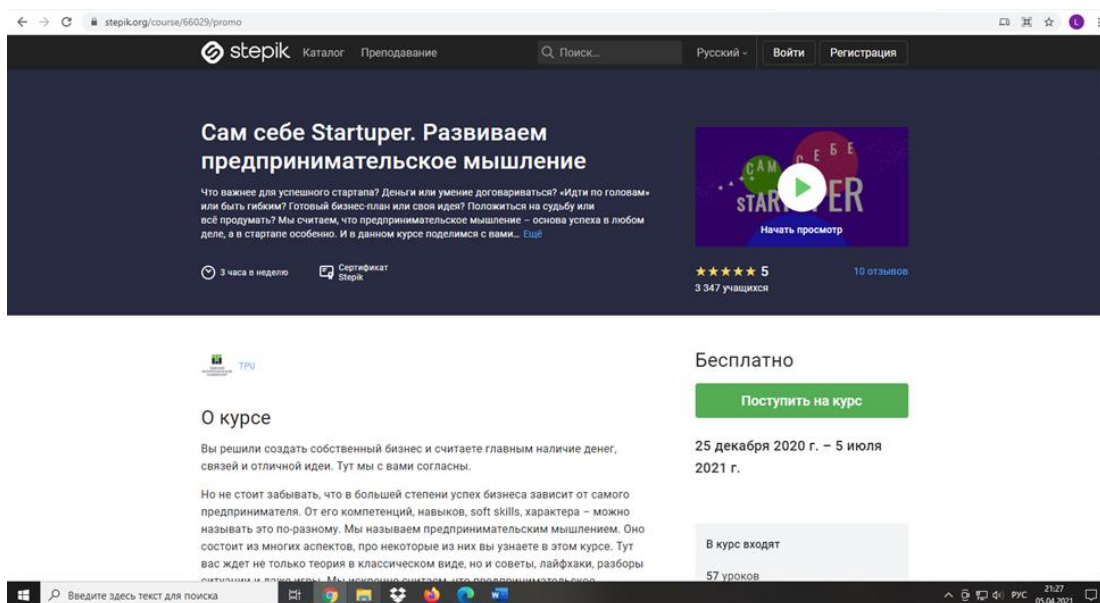 stepik.org/course/66029/promo
stepik Каталог Преподавание Поиск... Русский Войти Регистрация
Сам себе Startuper. Развиваем
предпринимательское мышление
Что важнее для успешного стартапа? Деньги или умение договариваться? «Идти по головам»
или быть гибким? Готовый бизнес-план или своя идея? Положиться на судьбу или
всё продумать? Мы считаем, что предпринимательское мышление – основа успеха в любом
деле, а в стартапе особенно. И в данном курсе поделимся с вами... Ещё
3 часа в неделю
Сертификат
Stepik
САМ СЕБЕ
Начать просмотр
5 10 отзывов
3 347 учащихся
TPU
О курсе
Вы решили создать собственный бизнес и считаете главным наличие денег,
связей и отличной идеи. Тут мы с вами согласны.
Но не стоит забывать, что в большей степени успех бизнеса зависит от самого
предпринимателя. От его компетенций, навыков, soft skills, характера – можно
называть это по-разному. Мы называем предпринимательским мышлением. Оно
состоит из многих аспектов, про некоторые из них вы узнаете в этом курсе. Тут
вас ждет не только теория в классическом виде, но и советы, лайфхаки, разборы
Бесплатно
Поступить на курс
25 декабря 2020 г. – 5 июля
2021 г.
В курс входят
57 уроков
Введите здесь текст для поиска
РУС
21:27
05.04.2021